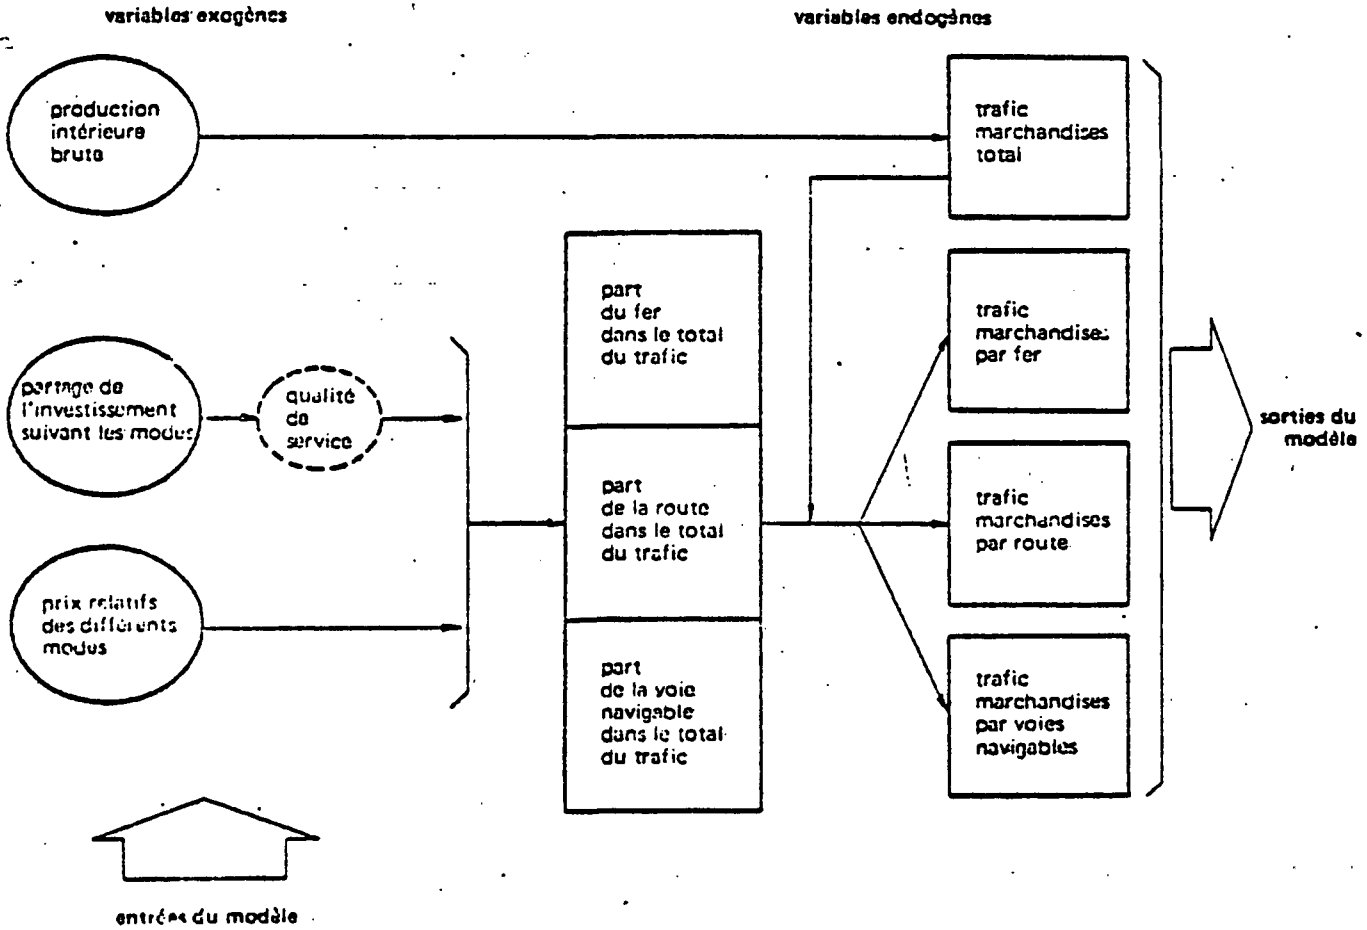 variables exogènes
variables endogènes
production
intérieure
brute
trafic
marchandises
total
part
du fer
dans le total
du trafic
trafic
marchandises
par fer
partage de
l'investissement
suivant les modes
qualité
de
service
sorties du
modèle
part
de la route
dans le total
du trafic
trafic
marchandises
par route
prix relatifs
des différents
modes
part
de la voie
navigable
dans le total
du trafic
trafic
marchandises
par voies
navigables
entrées du modèle